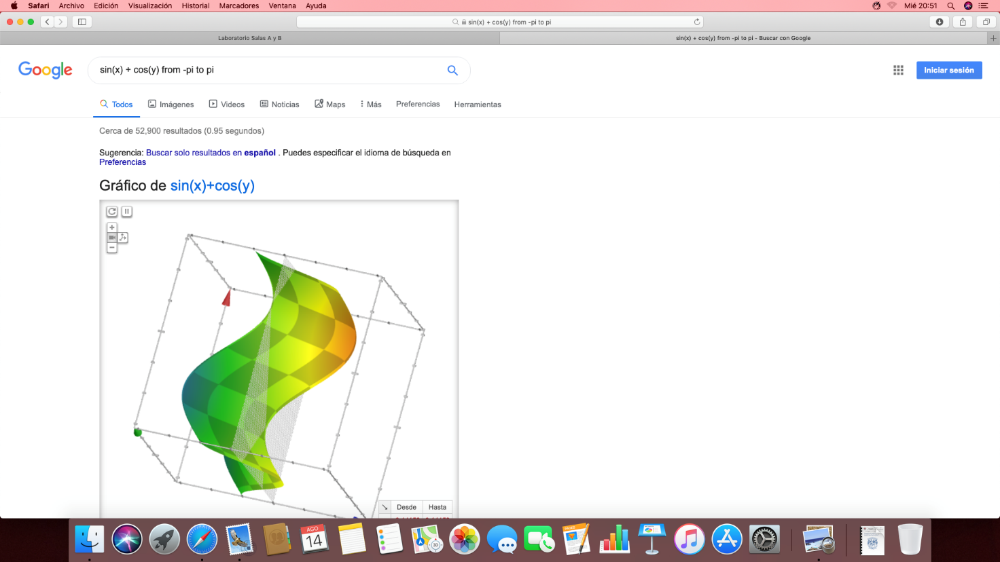 Safari Archivo Edición Visualización Historial Marcadores Ventana Ayuda Mié 20:51
sin(x) + cos(y) from -pi to pi
Laboratorio Salas A y B
sin(x) + cos(y) from -pi to pi - Buscar con Google
Google
sin(x) + cos(y) from -pi to pi
Iniciar sesión
Todos Imágenes Videos Noticias Maps Más Preferencias Herramientas
Cerca de 52,900 resultados (0.95 segundos)
Sugerencia: Buscar solo resultados en español . Puedes especificar el idioma de búsqueda en
Preferencias
Gráfico de sin(x)+cos(y)
Desde Hasta
AGO
14
3D